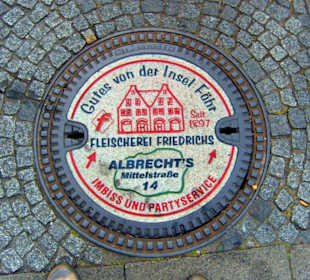 Gutes von der Insel Föhr
Seit
1897
FLEISCHEREI FRIEDRICHS
ALBRECHT'S
Mittelstraße
14
IMBISS UND PARTYSERVICE